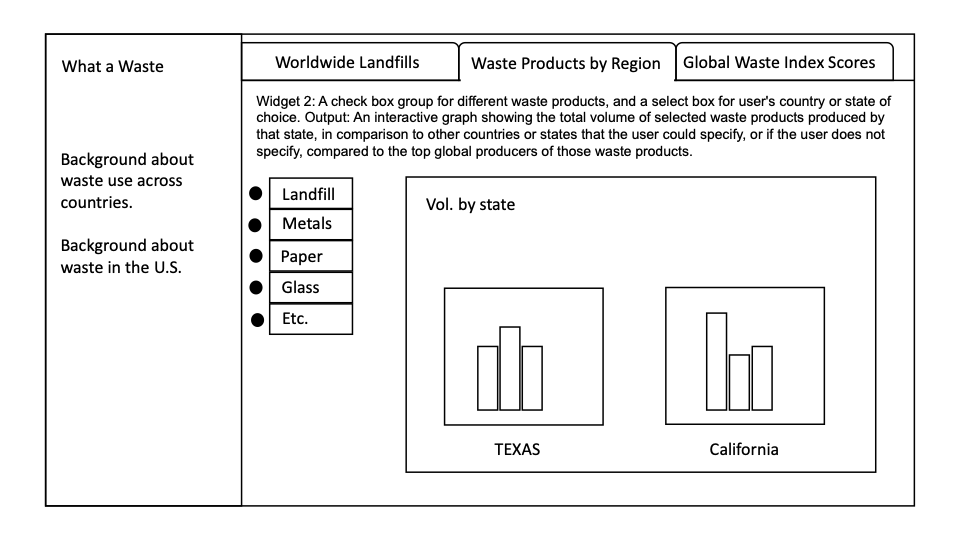 What a Waste
Background about
waste use across
countries.
Background about
waste in the U.S.
Worldwide Landfills
Waste Products by Region
Global Waste Index Scores
Widget 2: A check box group for different waste products, and a select box for user's country or state of
choice. Output: An interactive graph showing the total volume of selected waste products produced by
that state, in comparison to other countries or states that the user could specify, or if the user does not
specify, compared to the top global producers of those waste products.
Landfill
Metals
Paper
Glass
Etc.
Vol. by state
TEXAS
California